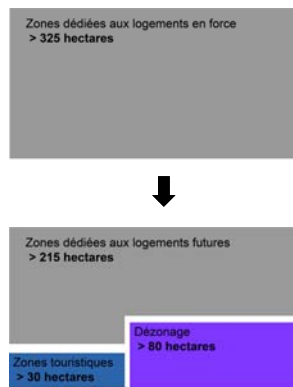 Zones dédiées aux logements en force
> 325 hectares
Zones dédiées aux logements futures
> 215 hectares
Dézonage
> 80 hectares
Zones touristiques
> 30 hectares